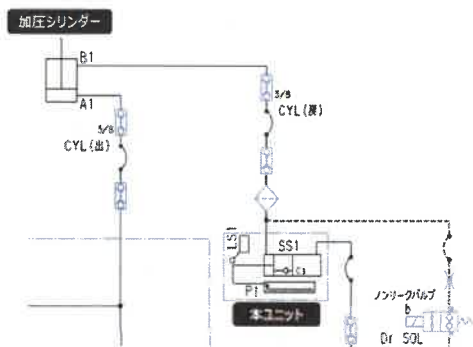 加圧シリンダー
B1
A1
3/8
CYL(戻)
3/8
CYL(出)
LS1
SS1
P1
本ユニット
ノンリークバルブ
b
Dr SOL